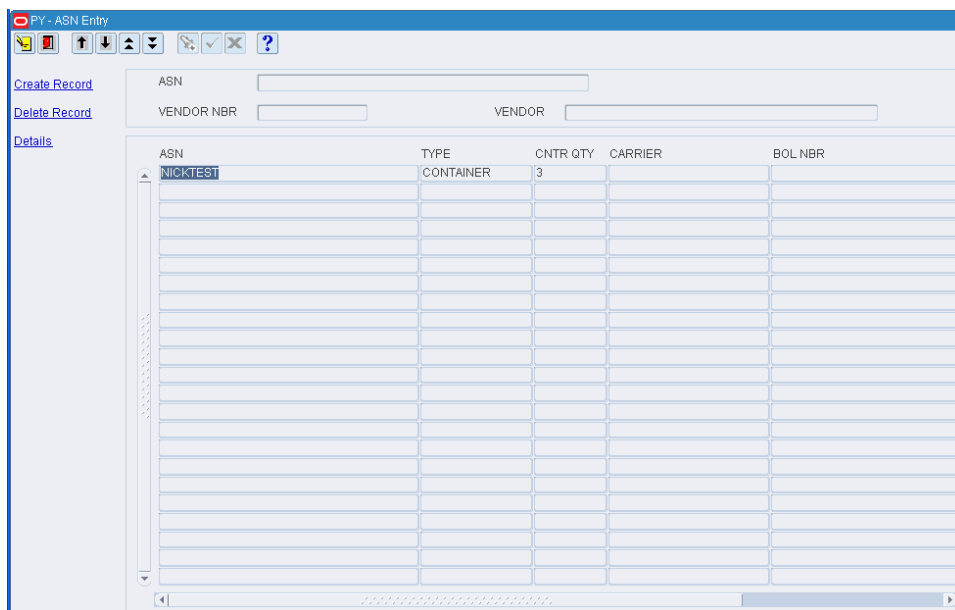 PY - ASN Entry
?
Create Record
ASN
Delete Record
VENDOR NBR VENDOR
Details
ASN TYPE CNTR QTY CARRIER BOL NBR
NICKTEST CONTAINER 3